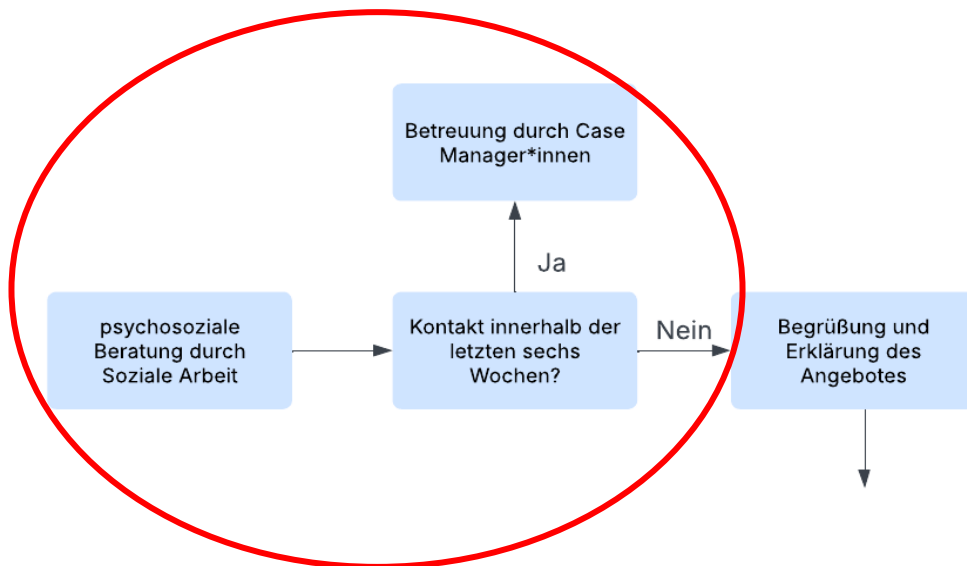 Betreuung durch Case
Manager*innen
Ja
psychosoziale
Beratung durch
Soziale Arbeit
Kontakt innerhalb der
letzten sechs
Wochen?
Nein
Begrüßung und
Erklärung des
Angebotes